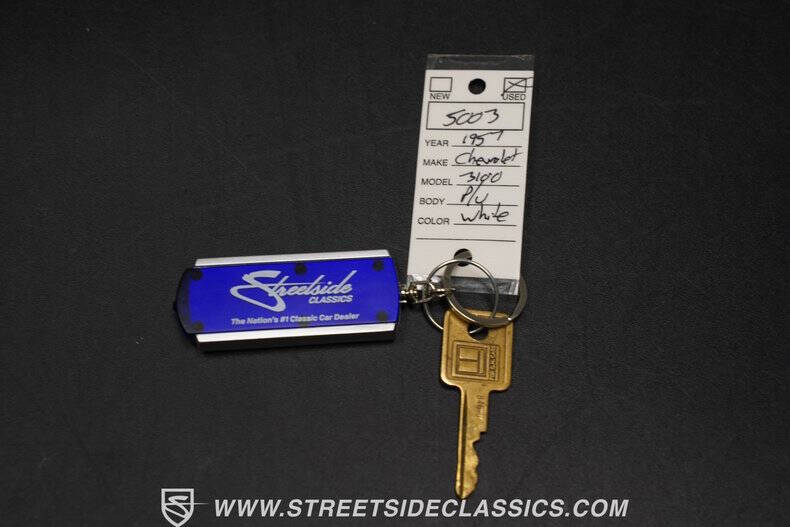 NEW USED
5003
YEAR 1957
MAKE Chevrolet
MODEL 3100
BODY P/U
COLOR White
Streetside
CLASSICS
The Nation's #1 Classic Car Dealer
WWW.STREETSIDECLASSICS.COM